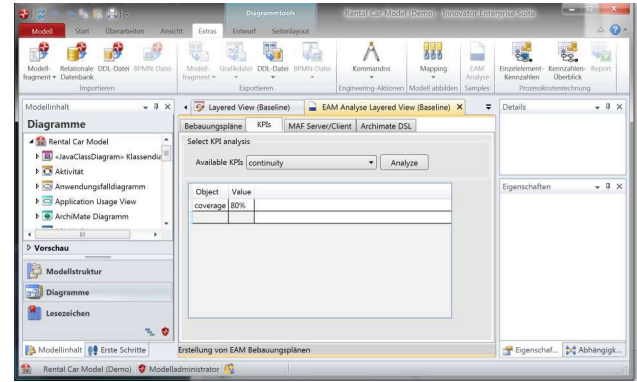 Diagrammtools
Rental Car Model (Demo) - Innovator Enterprise Suite
Modell Start Überarbeiten Ansicht Extras Entwurf Seitenlayout
Modell-fragment Relationale Datenbank DDL-Datei BPMN-Datei
Importieren
Modell-fragment Grafikdatei DDL-Datei BPMN-Datei
Exportieren
Kommandos
Engineering-Aktionen
Mapping
Modell abbilden
EAM Analyse
Samples
Einzelelement-Kennzahlen Kennzahlen-Überblick Report
Prozesskostenrechnung
Modellinhalt
Diagramme
Rental Car Model
«JavaClassDiagram» Klassendia
Aktivität
Anwendungsfalldiagramm
Application Usage View
ArchiMate Diagramm
Vorschau
Modellstruktur
Diagramme
Lesezeichen
Modellinhalt Erste Schritte
Layered View (Baseline) EAM Analyse Layered View (Baseline)
Bebauungspläne KPIs MAF Server/Client Archimate DSL
Select KPI analysis
Available KPIs continuity Analyze
Object Value
coverage 80%
Erstellung von EAM Bebauungsplänen
Details
Eigenschaften
Eigenschaf... Abhängigk...
Rental Car Model (Demo) Modelladministrator